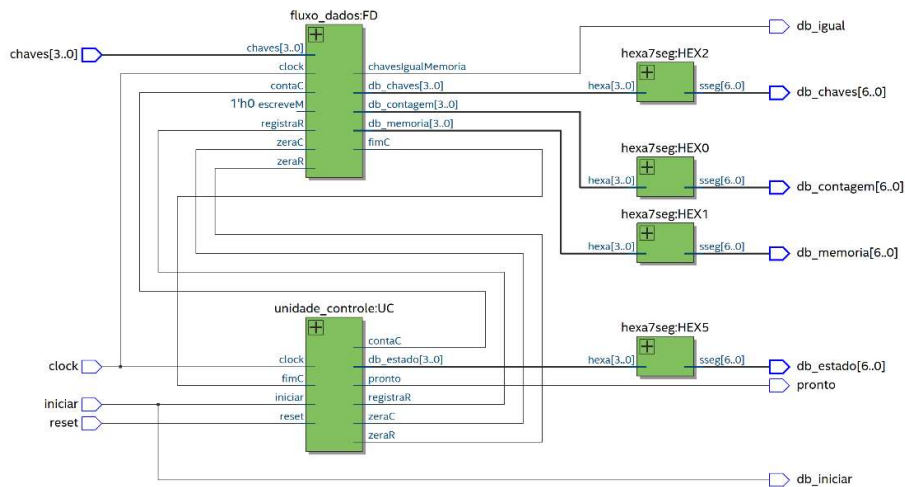 fluxo_dados:FD
db_igual
chaves[3..0]
chaves[3..0]
hexa7seg:HEX2
clock
chavesIgualMemoria
contaC
db_chaves[3..0]
hexa[3..0]
sseg[6..0]
db_chaves[6..0]
1'h0 escreveM
db_contagem[3..0]
registraR
db_memoria[3..0]
zeraC
fimC
hexa7seg:HEX0
zeraR
hexa[3..0]
sseg[6..0]
db_contagem[6..0]
hexa7seg:HEX1
hexa[3..0]
sseg[6..0]
db_memoria[6..0]
unidade_controle:UC
hexa7seg:HEX5
contaC
clock
clock
db_estado[3..0]
hexa[3..0]
sseg[6..0]
db_estado[6..0]
fimC
pronto
pronto
iniciar
iniciar
registraR
reset
reset
zeraC
zeraR
db_iniciar